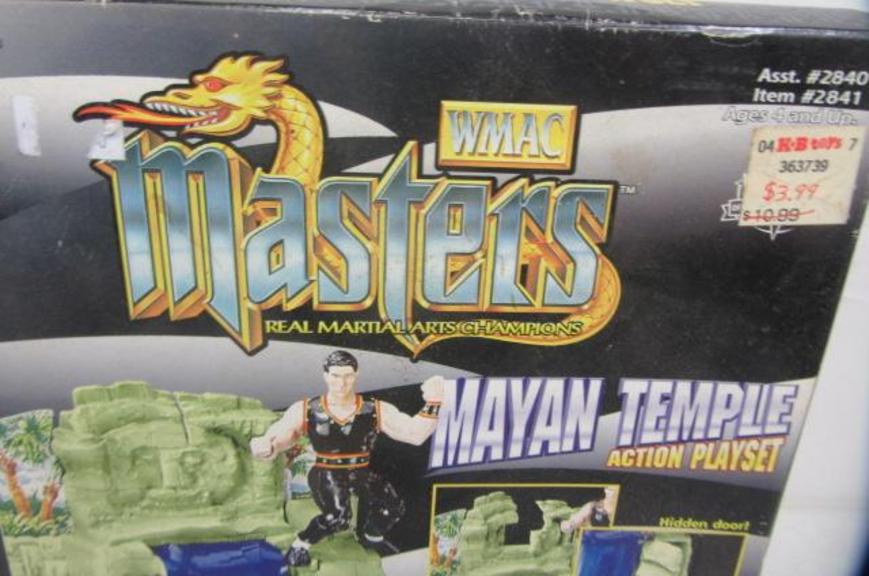 Asst. #2840
Item #2841
Ages 4 and Up.
04 K·B toys 7
363739
$3.99
$10.99
WMAC
Masters™
REAL MARTIAL ARTS CHAMPIONS
MAYAN TEMPLE
ACTION PLAYSET
Hidden door!